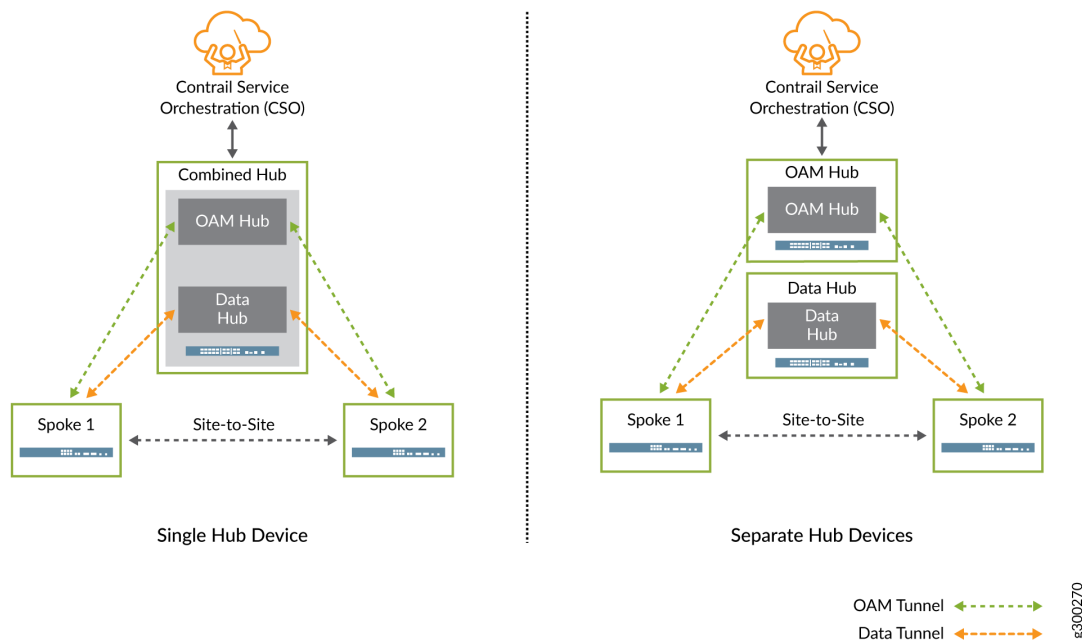 Contrail Service
Orchestration (CSO)
Combined Hub
OAM Hub
Data
Hub
Spoke 1
Site-to-Site
Spoke 2
Single Hub Device
Contrail Service
Orchestration (CSO)
OAM Hub
OAM Hub
Data Hub
Data
Hub
Spoke 1
Site-to-Site
Spoke 2
Separate Hub Devices
OAM Tunnel
Data Tunnel
g300270